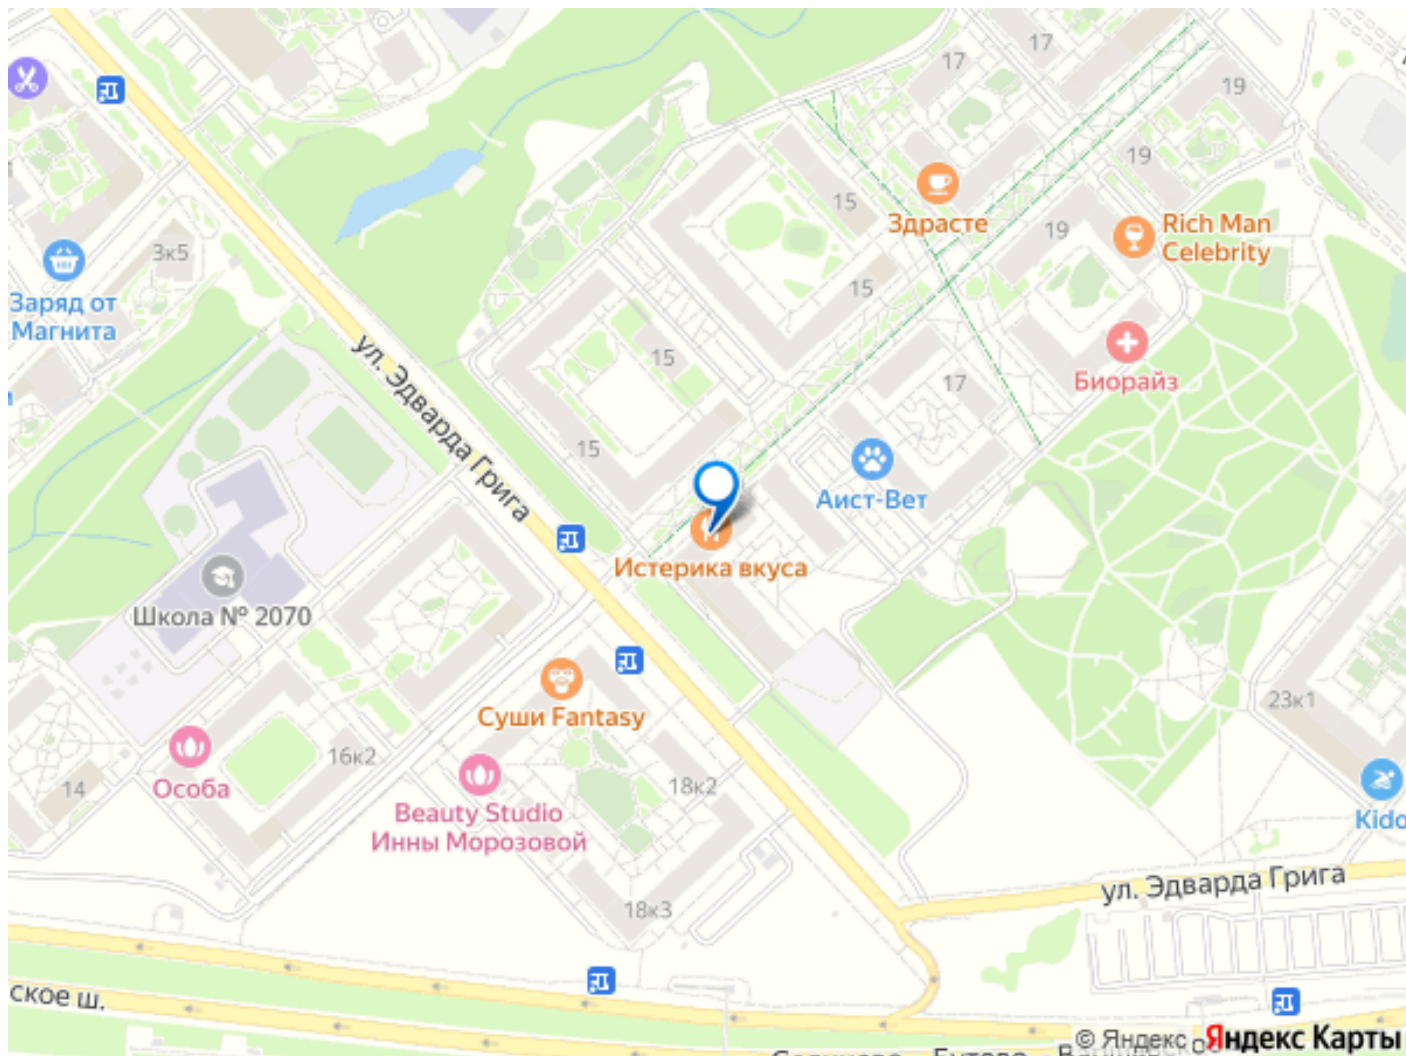 17
17
19
19
15
Здрасте
19
Rich Man
Celebrity
3к5
Заряд от
Магнита
15
ул. Эдварда Грига
15
Биорайз
17
15
Аист-Вет
Истерика вкуса
Школа № 2070
Суши Fantasy
23к1
16к2
Особа
14
18к2
Beauty Studio
Инны Морозовой
Kido
ул. Эдварда Грига
18к3
ское ш.
© Яндекс
Яндекс Карты